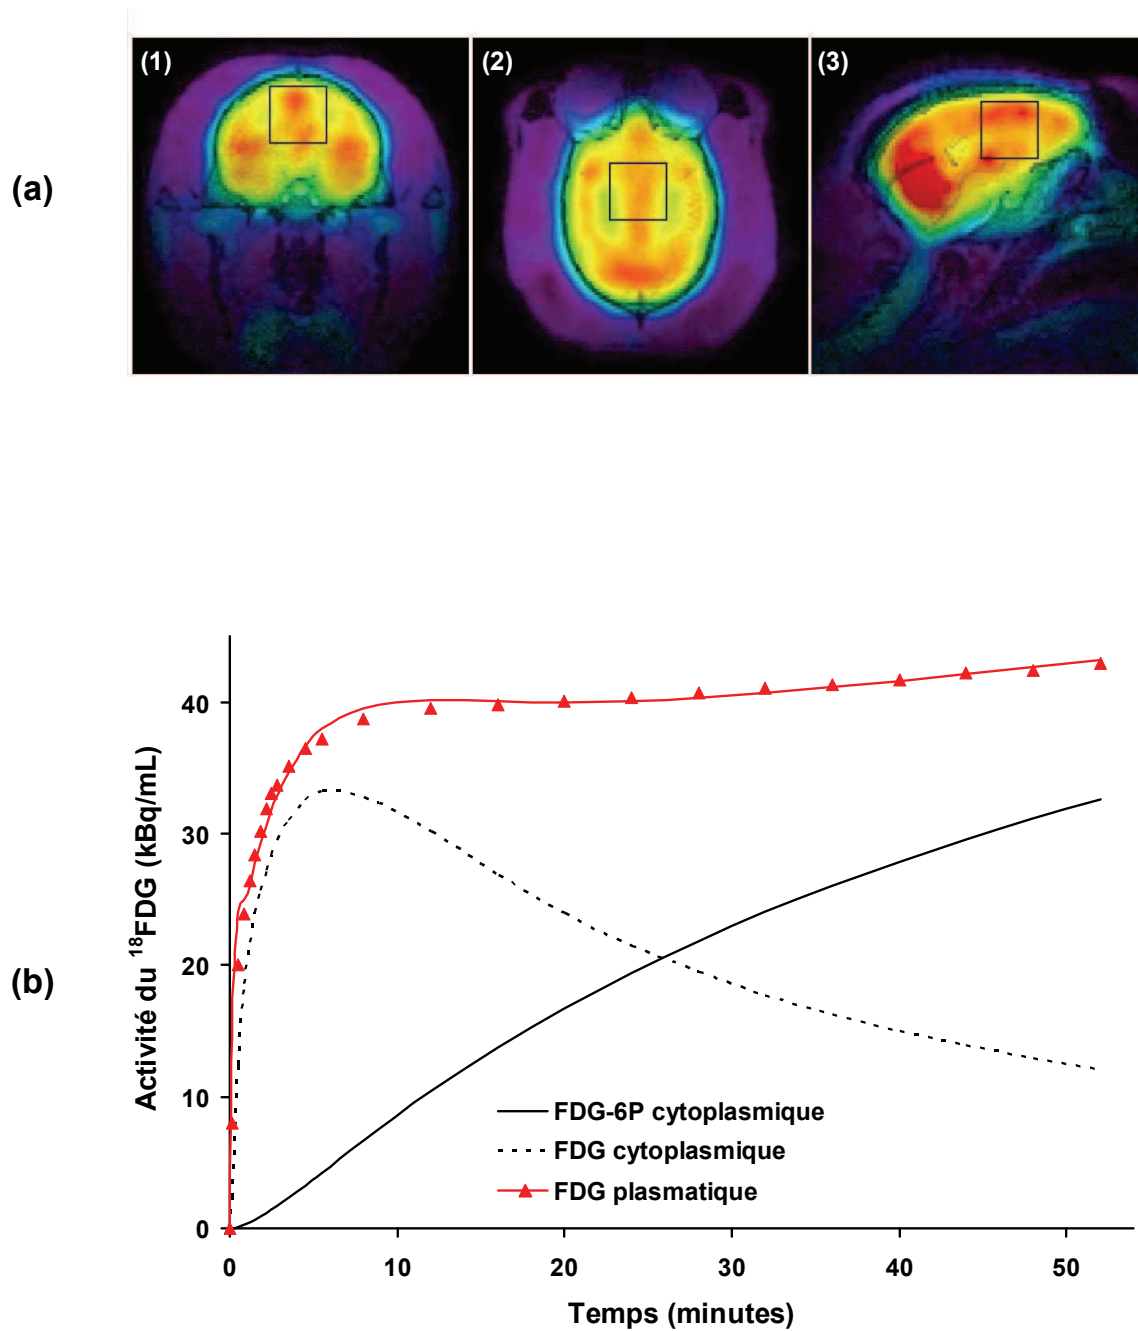 (a)
(1)
(2)
(3)
(b)
Activité du ¹⁸FDG (kBq/mL)
40
30
20
10
0
FDG-6P cytoplasmique
FDG cytoplasmique
FDG plasmatique
0 10 20 30 40 50
Temps (minutes)